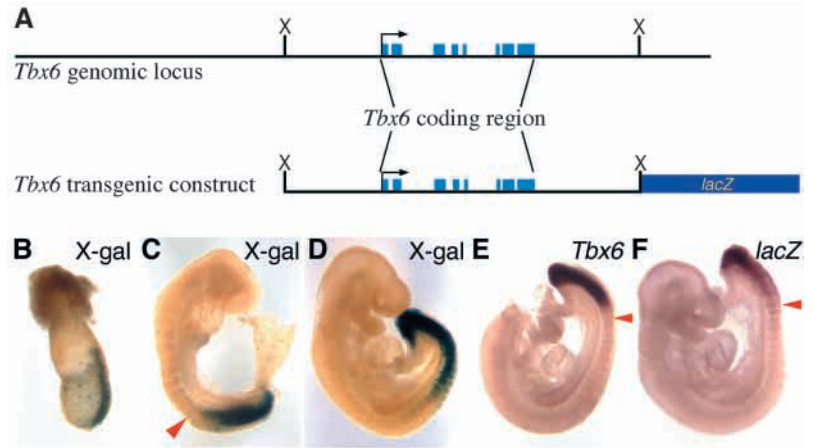 A
X X
Tbx6 genomic locus
Tbx6 coding region
X X
Tbx6 transgenic construct
lacZ
B X-gal C X-gal D X-gal E Tbx6 F lacZ